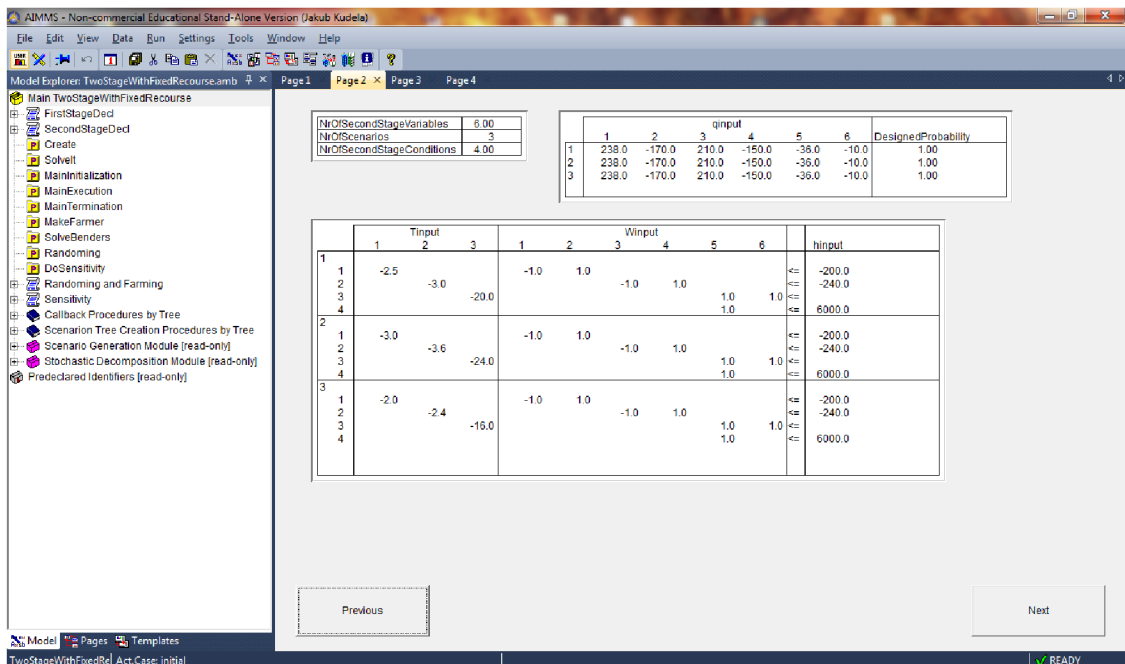 AIMMS - Non-commercial Educational Stand-Alone Version (Jakub Kudela)
File Edit View Data Run Settings Tools Window Help
Model Explorer: TwoStageWithFixedRecourse.amb
Page1 Page2 Page3 Page4
Main TwoStageWithFixedRecourse
FirstStageDecl
SecondStageDecl
Create
SolveIt
MainInitialization
MainExecution
MainTermination
MakeFarmer
SolveBenders
Randoming
DoSensitivity
Randoming and Farming
Sensitivity
Callback Procedures by Tree
Scenarion Tree Creation Procedures by Tree
Scenario Generation Module [read-only]
Stochastic Decomposition Module [read-only]
Predeclared Identifiers [read-only]
NrOfSecondStageVariables 6.00
NrOfScenarios 3
NrOfSecondStageConditions 4.00
qinput
1 2 3 4 5 6 DesignedProbability
1 238.0 -170.0 210.0 -150.0 -36.0 -10.0 1.00
2 238.0 -170.0 210.0 -150.0 -36.0 -10.0 1.00
3 238.0 -170.0 210.0 -150.0 -36.0 -10.0 1.00
Tinput Winput
1 2 3 1 2 3 4 5 6 hinput
1
1 -2.5 -1.0 1.0 <= -200.0
2 -3.0 -1.0 1.0 <= -240.0
3 -20.0 1.0 1.0 <=
4 1.0 <= 6000.0
2
1 -3.0 -1.0 1.0 <= -200.0
2 -3.6 -1.0 1.0 <= -240.0
3 -24.0 1.0 1.0 <=
4 1.0 <= 6000.0
3
1 -2.0 -1.0 1.0 <= -200.0
2 -2.4 -1.0 1.0 <= -240.0
3 -16.0 1.0 1.0 <=
4 1.0 <= 6000.0
Previous
Next
Model Pages Templates
TwoStageWithFixedRe Act.Case: initial
READY